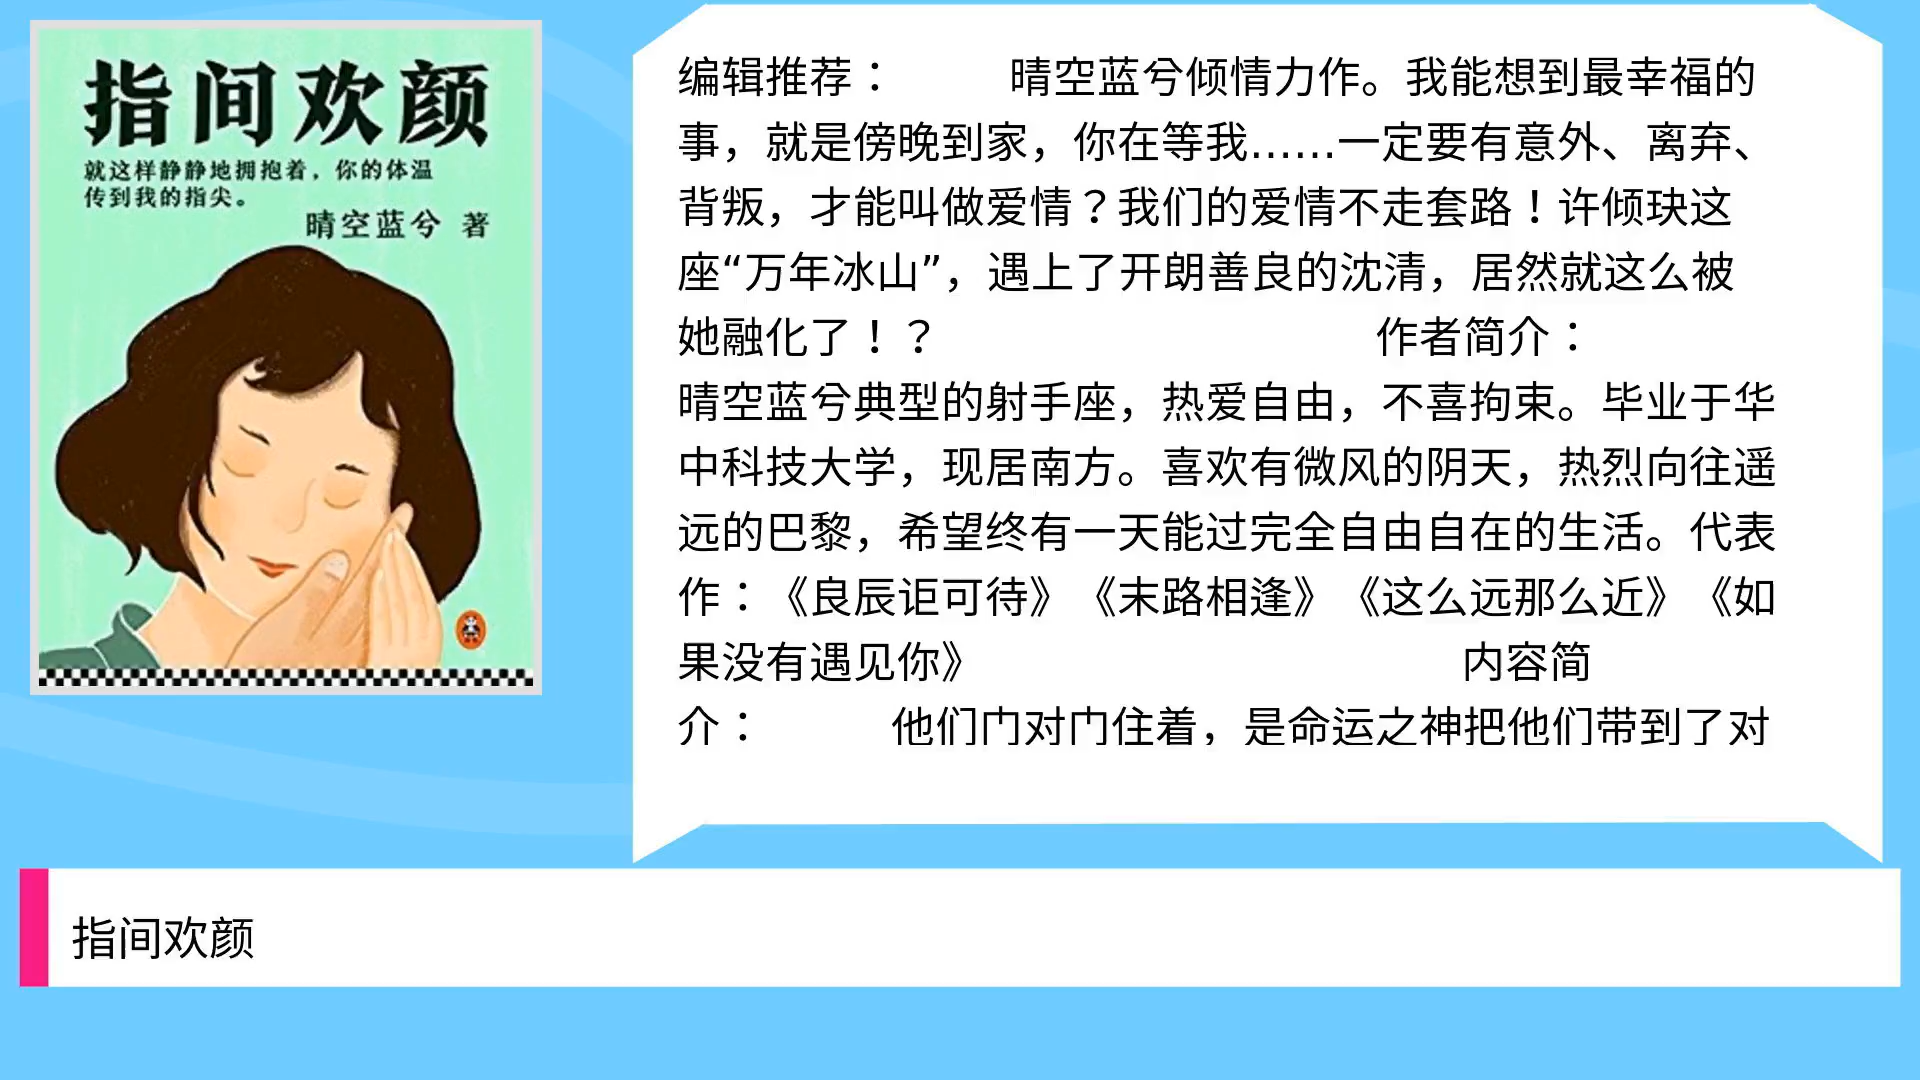 指间欢颜
就这样静静地拥抱着，你的体温
传到我的指尖。
晴空蓝兮 著
编辑推荐： 晴空蓝兮倾情力作。我能想到最幸福的
事，就是傍晚到家，你在等我……一定要有意外、离弃、
背叛，才能叫做爱情？我们的爱情不走套路！许倾玦这
座“万年冰山”，遇上了开朗善良的沈清，居然就这么被
她融化了！？ 作者简介：
晴空蓝兮典型的射手座，热爱自由，不喜拘束。毕业于华
中科技大学，现居南方。喜欢有微风的阴天，热烈向往遥
远的巴黎，希望终有一天能过完全自由自在的生活。代表
作：《良辰讵可待》《末路相逢》《这么远那么近》《如
果没有遇见你》 内容简
介： 他们门对门住着，是命运之神把他们带到了对
指间欢颜